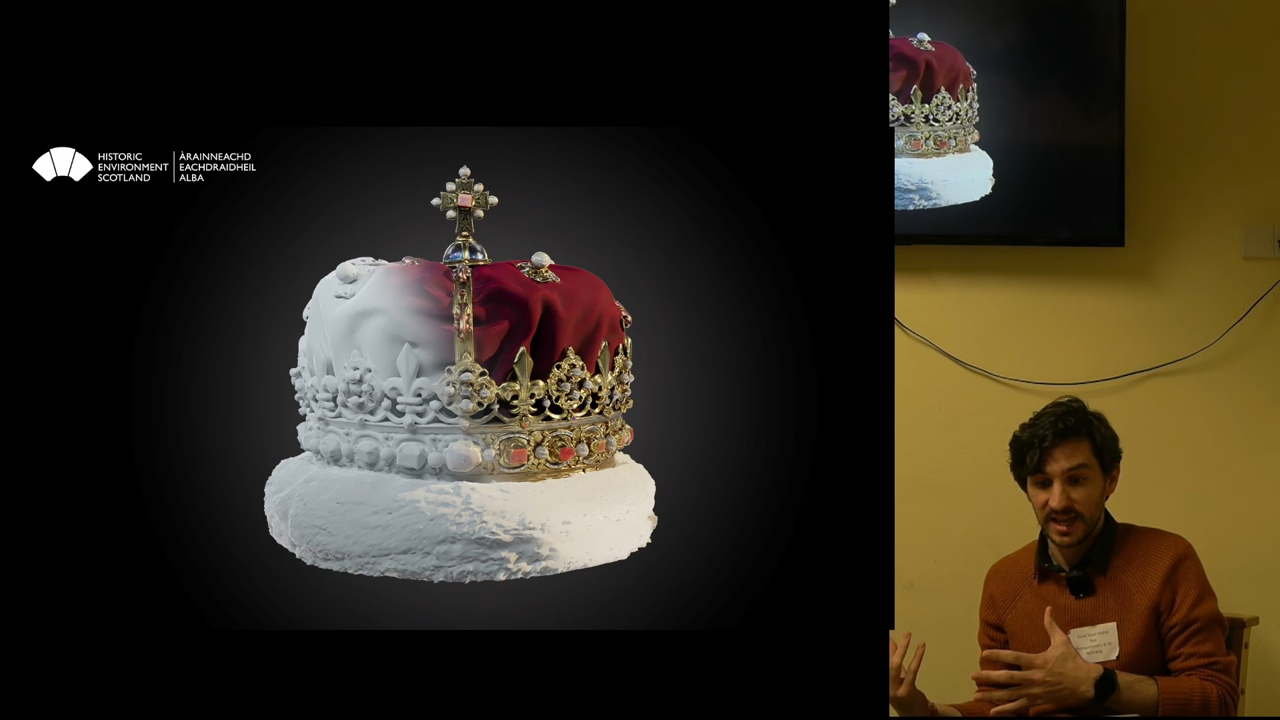 HISTORIC
ENVIRONMENT
SCOTLAND
ÀRAINNEACHD
EACHDRAIDHEIL
ALBA